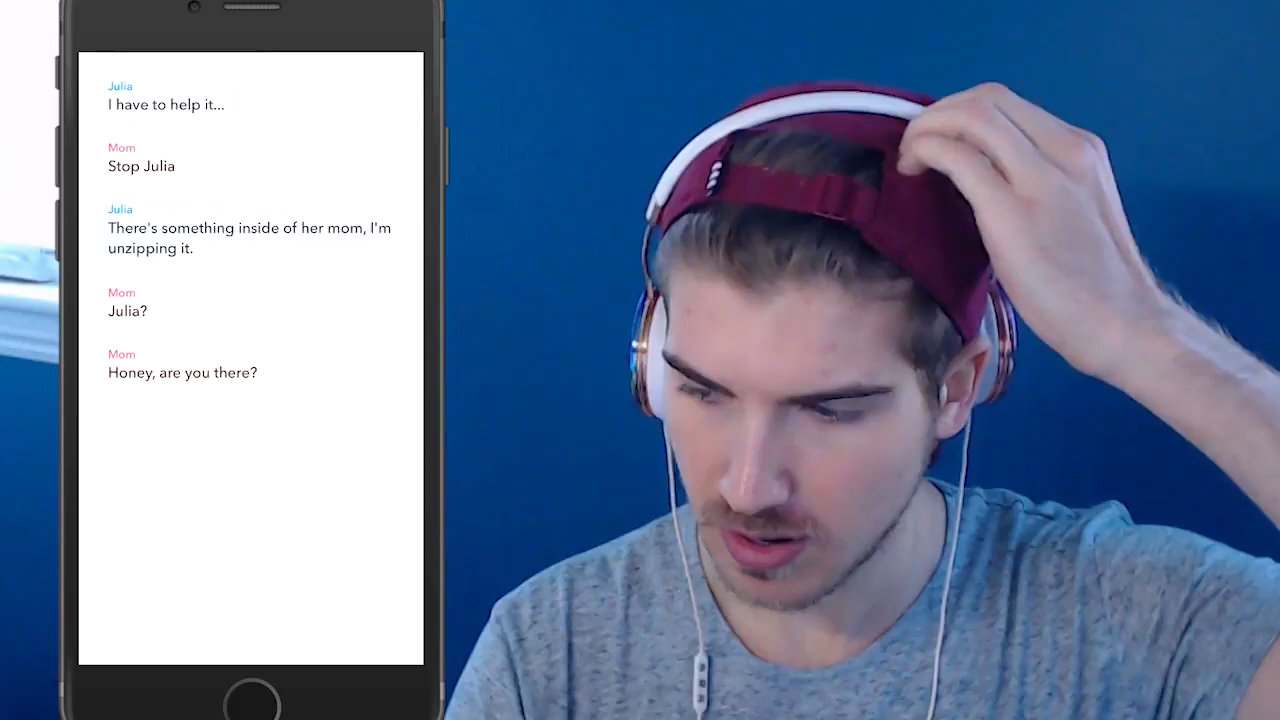 Julia
I have to help it...
Mom
Stop Julia
Julia
There's something inside of her mom, I'm
unzipping it.
Mom
Julia?
Mom
Honey, are you there?